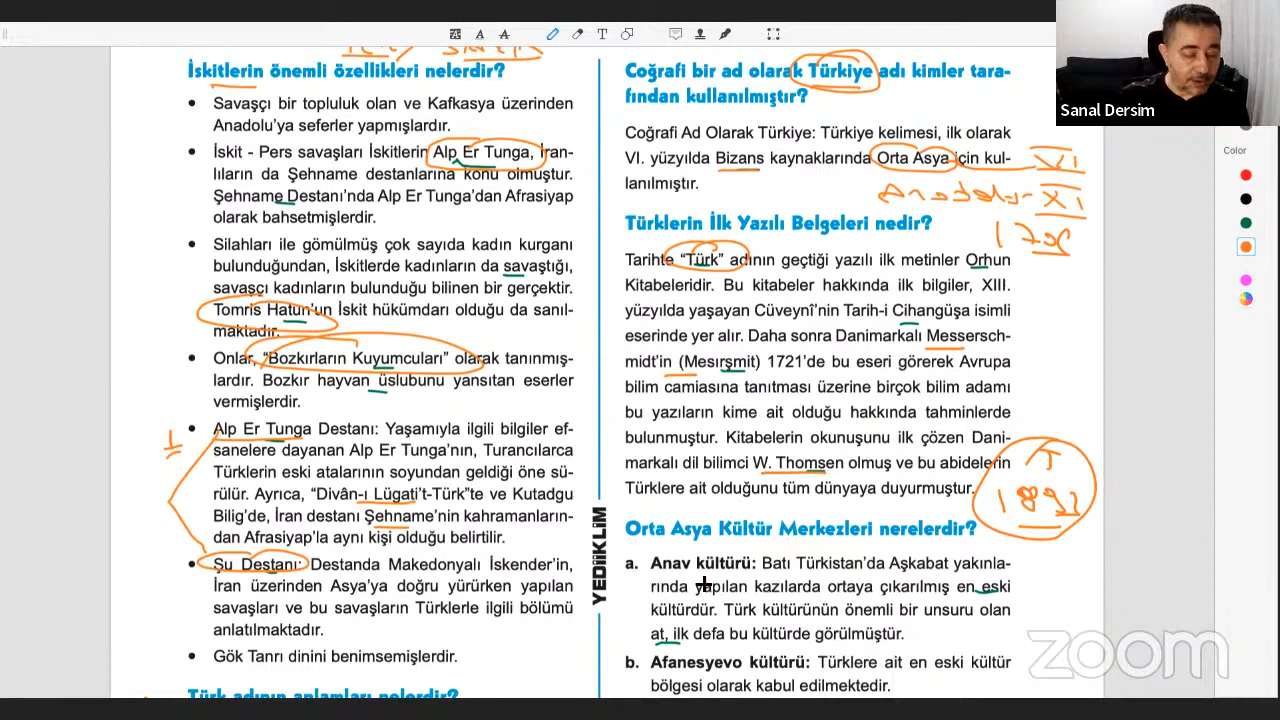 İskitlerin önemli özellikleri nelerdir?
• Savaşçı bir topluluk olan ve Kafkasya üzerinden
Anadolu'ya seferler yapmışlardır.
• İskit - Pers savaşları İskitlerin Alp Er Tunga, İran-
lıların da Şehname destanlarına konu olmuştur.
Şehname Destanı'nda Alp Er Tunga'dan Afrasiyap
olarak bahsetmişlerdir.
• Silahları ile gömülmüş çok sayıda kadın kurganı
bulunduğundan, İskitlerde kadınların da savaştığı,
savaşçı kadınların bulunduğu bilinen bir gerçektir.
Tomris Hatun'un İskit hükümdarı olduğu da sanıl-
maktadır.
• Onlar, “Bozkırların Kuyumcuları” olarak tanınmış-
lardır. Bozkır hayvan üslubunu yansıtan eserler
vermişlerdir.
• Alp Er Tunga Destanı: Yaşamıyla ilgili bilgiler ef-
sanelere dayanan Alp Er Tunga'nın, Turancılarca
Türklerin eski atalarının soyundan geldiği öne sü-
rülür. Ayrıca, “Divân-ı Lügati't-Türk”te ve Kutadgu
Bilig'de, İran destanı Şehname'nin kahramanların-
dan Afrasiyap'la aynı kişi olduğu belirtilir.
• Şu Destanı: Destanda Makedonyalı İskender'in,
İran üzerinden Asya'ya doğru yürürken yapılan
savaşları ve bu savaşların Türklerle ilgili bölümü
anlatılmaktadır.
• Gök Tanrı dinini benimsemişlerdir.
Türk adının anlamları nelerdir?
YEDİİKLİM
Coğrafi bir ad olarak Türkiye adı kimler tara-
fından kullanılmıştır?
Coğrafi Ad Olarak Türkiye: Türkiye kelimesi, ilk olarak
VI. yüzyılda Bizans kaynaklarında Orta Asya için kul-
lanılmıştır.
VI
Anadolu - XI
Türklerin İlk Yazılı Belgeleri nedir?
Tarihte “Türk” adının geçtiği yazılı ilk metinler Orhun
Kitabeleridir. Bu kitabeler hakkında ilk bilgiler, XIII.
yüzyılda yaşayan Cüveynî'nin Tarih-i Cihangüşa isimli
eserinde yer alır. Daha sonra Danimarkalı Messersch-
midt'in (Mesırşmit) 1721'de bu eseri görerek Avrupa
bilim camiasına tanıtması üzerine birçok bilim adamı
bu yazıların kime ait olduğu hakkında tahminlerde
bulunmuştur. Kitabelerin okunuşunu ilk çözen Dani-
markalı dil bilimci W. Thomsen olmuş ve bu abidelerin
Türklere ait olduğunu tüm dünyaya duyurmuştur.
1893
Orta Asya Kültür Merkezleri nerelerdir?
a. Anav kültürü: Batı Türkistan'da Aşkabat yakınla-
rında yapılan kazılarda ortaya çıkarılmış en eski
kültürdür. Türk kültürünün önemli bir unsuru olan
at, ilk defa bu kültürde görülmüştür.
b. Afanesyevo kültürü: Türklere ait en eski kültür
bölgesi olarak kabul edilmektedir.
Sanal Dersim
Color
zoom